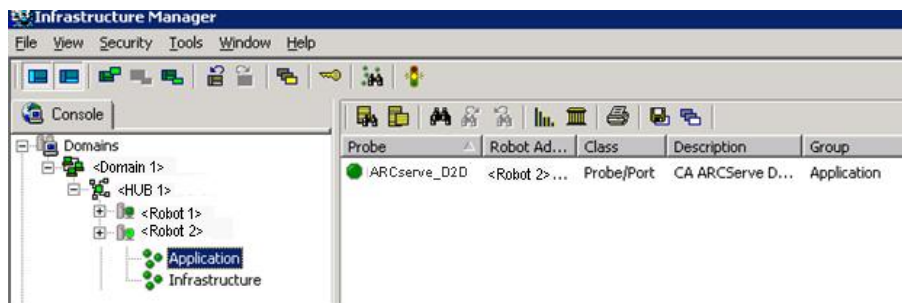 Infrastructure Manager
File View Security Tools Window Help
Console
Domains
<Domain 1>
<HUB 1>
<Robot 1>
<Robot 2>
Application
Infrastructure
Probe Robot Ad... Class Description Group
ARCserve_D2D <Robot 2>... Probe/Port CA ARCServe D... Application